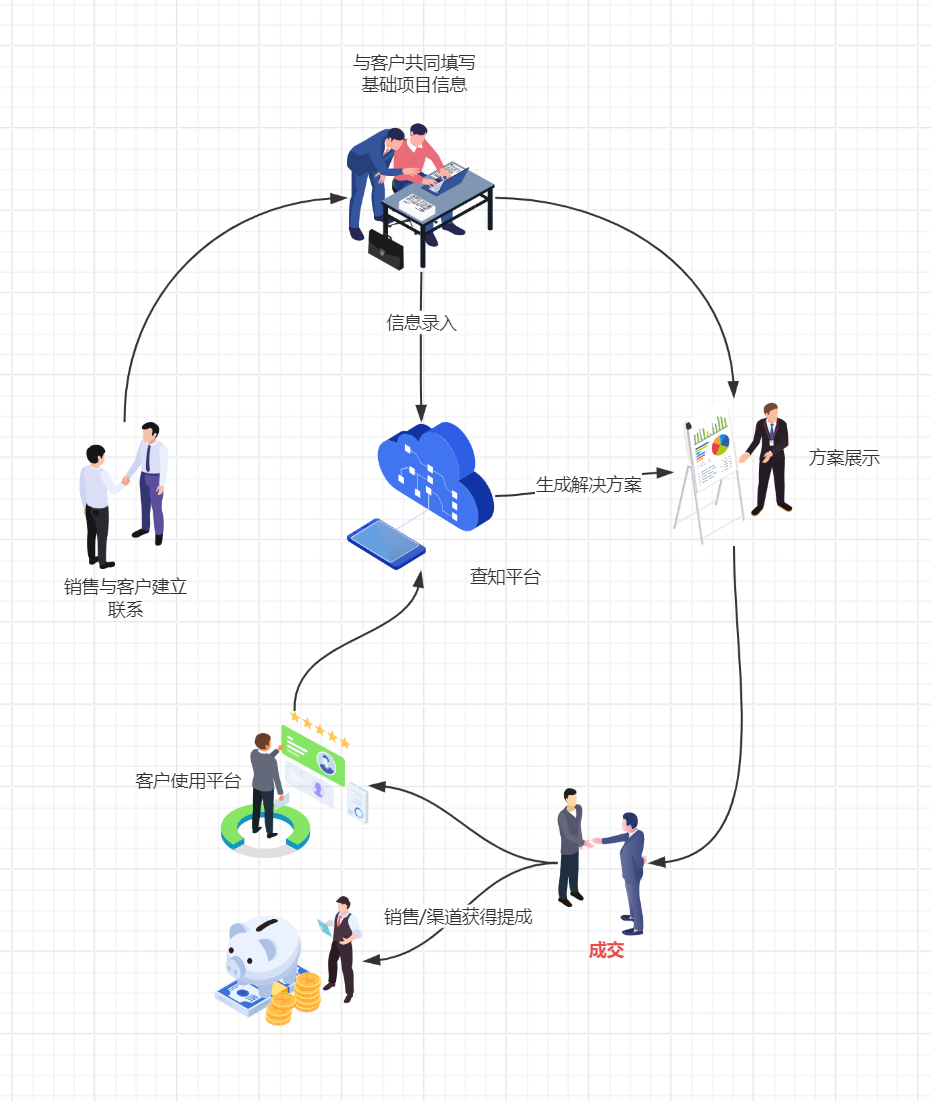 与客户共同填写
基础项目信息
信息录入
方案展示
生成解决方案
查知平台
销售与客户建立
联系
客户使用平台
销售/渠道获得提成
成交